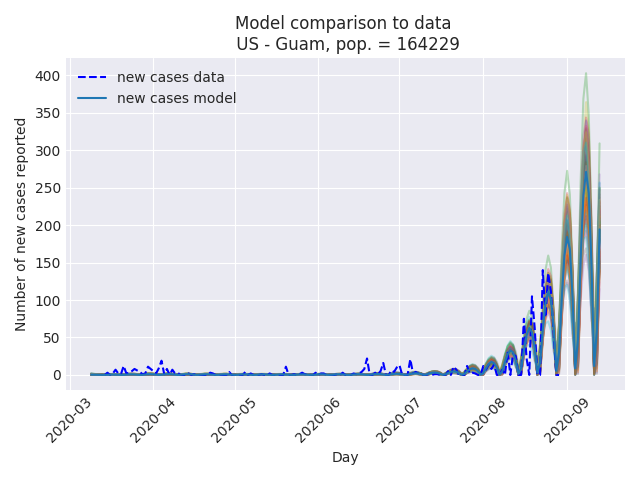 Model comparison to data
US - Guam, pop. = 164229
new cases data
new cases model
Number of new cases reported
400
350
300
250
200
150
100
50
0
2020-03
2020-04
2020-05
2020-06
2020-07
2020-08
2020-09
Day